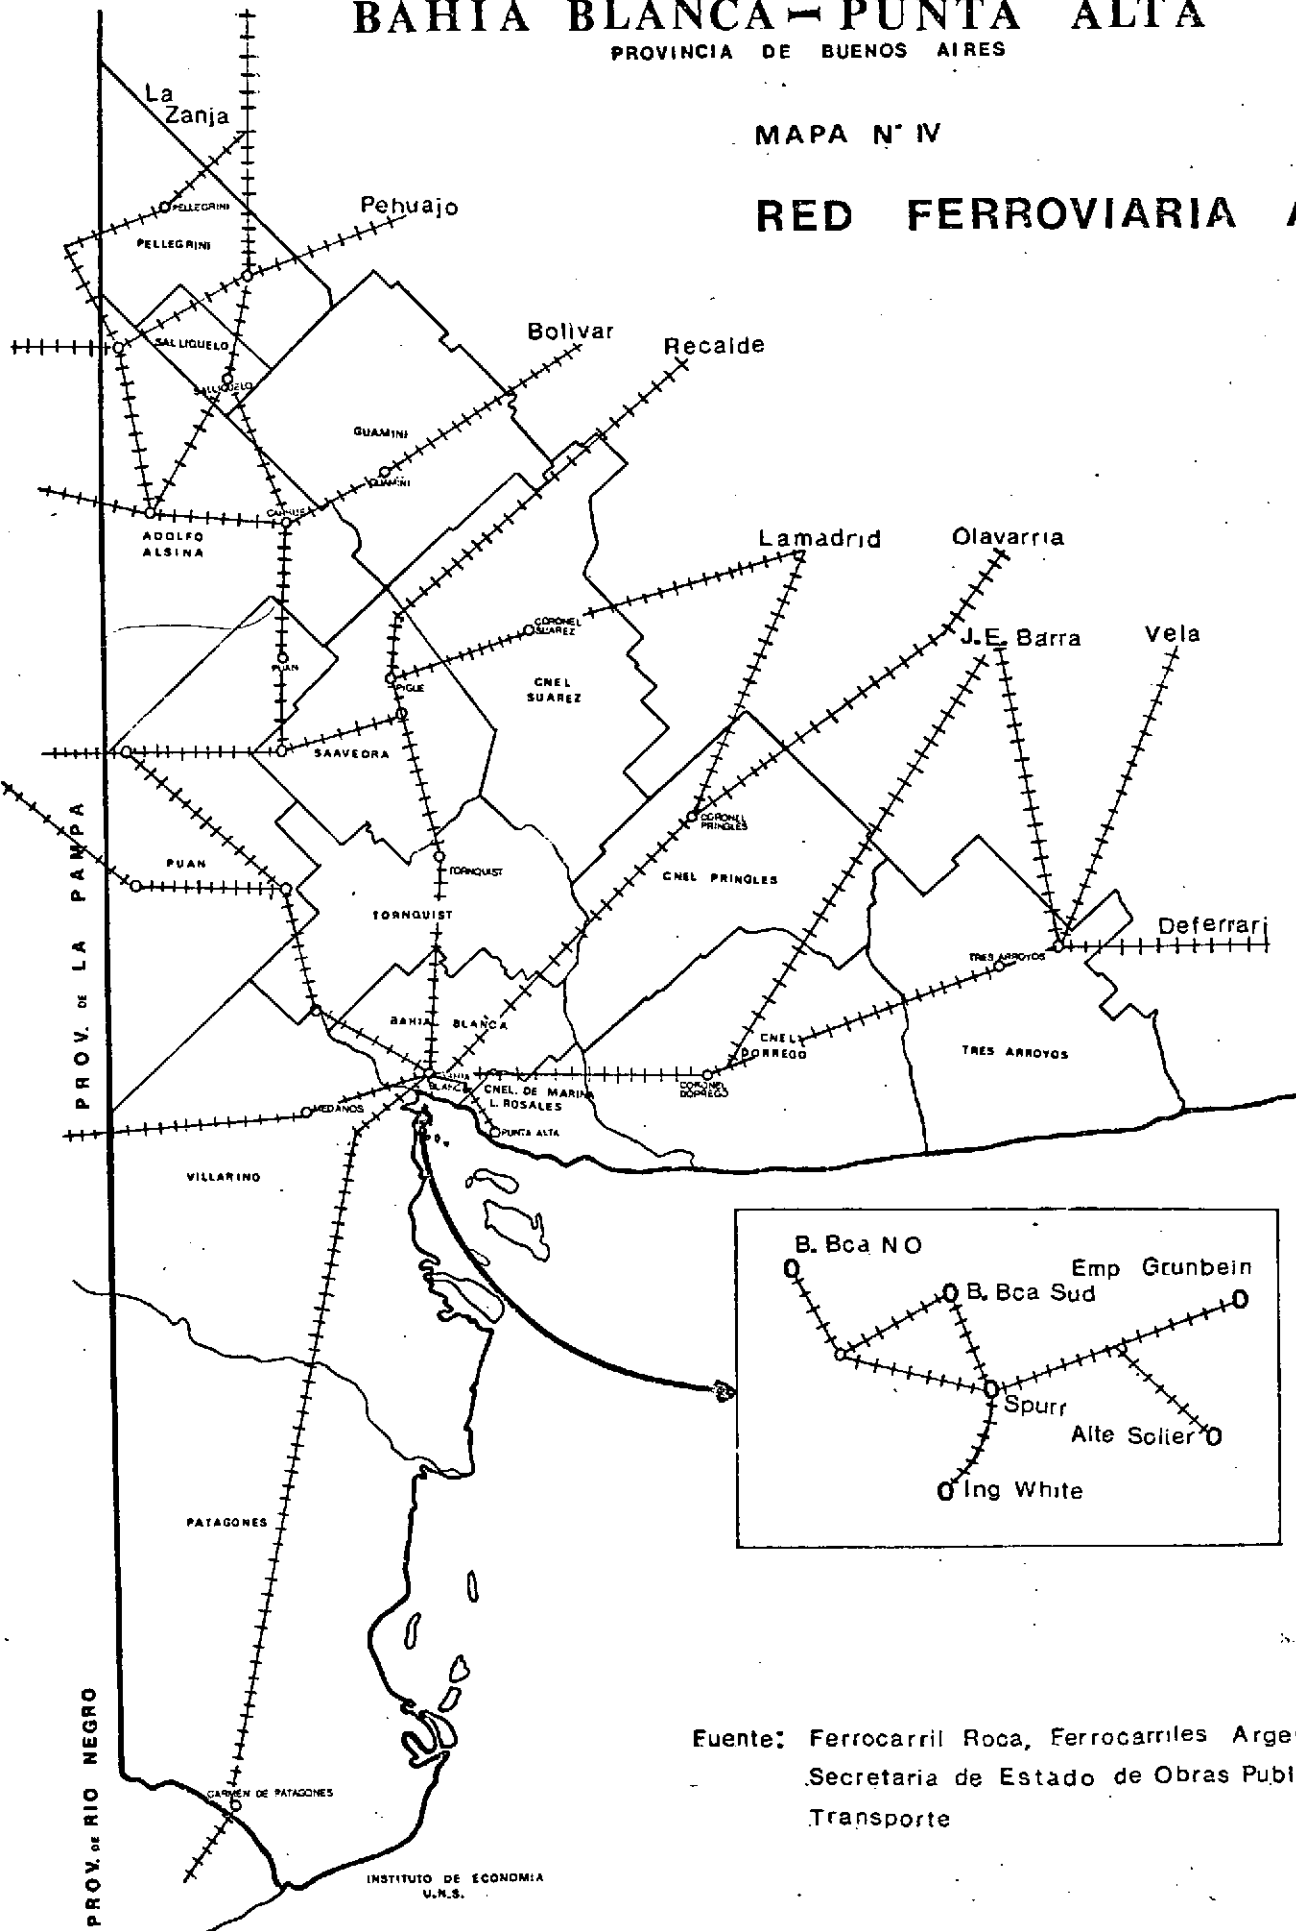 BAHIA BLANCA — PUNTA ALTA
PROVINCIA DE BUENOS AIRES
MAPA N° IV
RED FERROVIARIA A
La
Zanja
PELLEGRINI
PELLEGRINI
Pehuajo
SALLIQUELO
SALLIQUELO
Bolivar
Recalde
GUAMINI
GUAMINI
CARHUE
ADOLFO
ALSINA
Lamadrid
Olavarria
J.E. Barra
Vela
CORONEL
SUAREZ
PUAN
PIGUE
CNEL
SUAREZ
SAAVEDRA
CORONEL
PRINGLES
PUAN
TORNQUIST
CNEL PRINGLES
TORNQUIST
Deferrari
TRES ARROYOS
BAHIA BLANCA
CNEL
DORREGO
TRES ARROYOS
BAHIA
BLANCA
CNEL. DE MARINA
L. ROSALES
CORONEL
DORREGO
MEDANOS
PUNTA ALTA
PROV. DE LA PAMPA
VILLARINO
B. Bca NO
Emp Grunbein
B. Bca Sud
Spurr
Alte Solier
Ing White
PATAGONES
PROV. DE RIO NEGRO
CARMEN DE PATAGONES
Fuente: Ferrocarril Roca, Ferrocarriles Arge
Secretaria de Estado de Obras Publ
Transporte
INSTITUTO DE ECONOMIA
U.N.S.